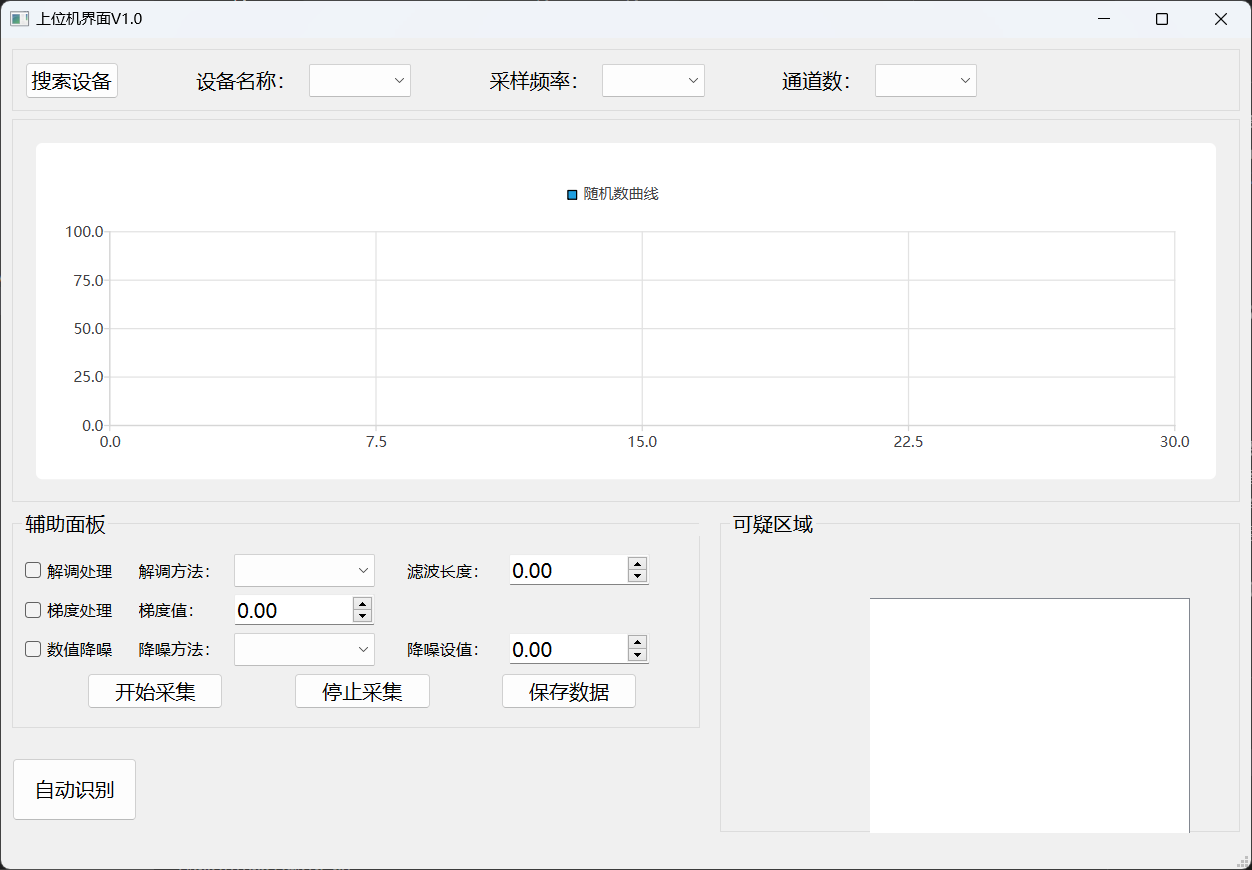 上位机界面V1.0
搜索设备 设备名称： 采样频率： 通道数：
随机数曲线
100.0
75.0
50.0
25.0
0.0
0.0 7.5 15.0 22.5 30.0
辅助面板
解调处理 解调方法： 滤波长度： 0.00
梯度处理 梯度值： 0.00
数值降噪 降噪方法： 降噪设值： 0.00
开始采集 停止采集 保存数据
自动识别
可疑区域